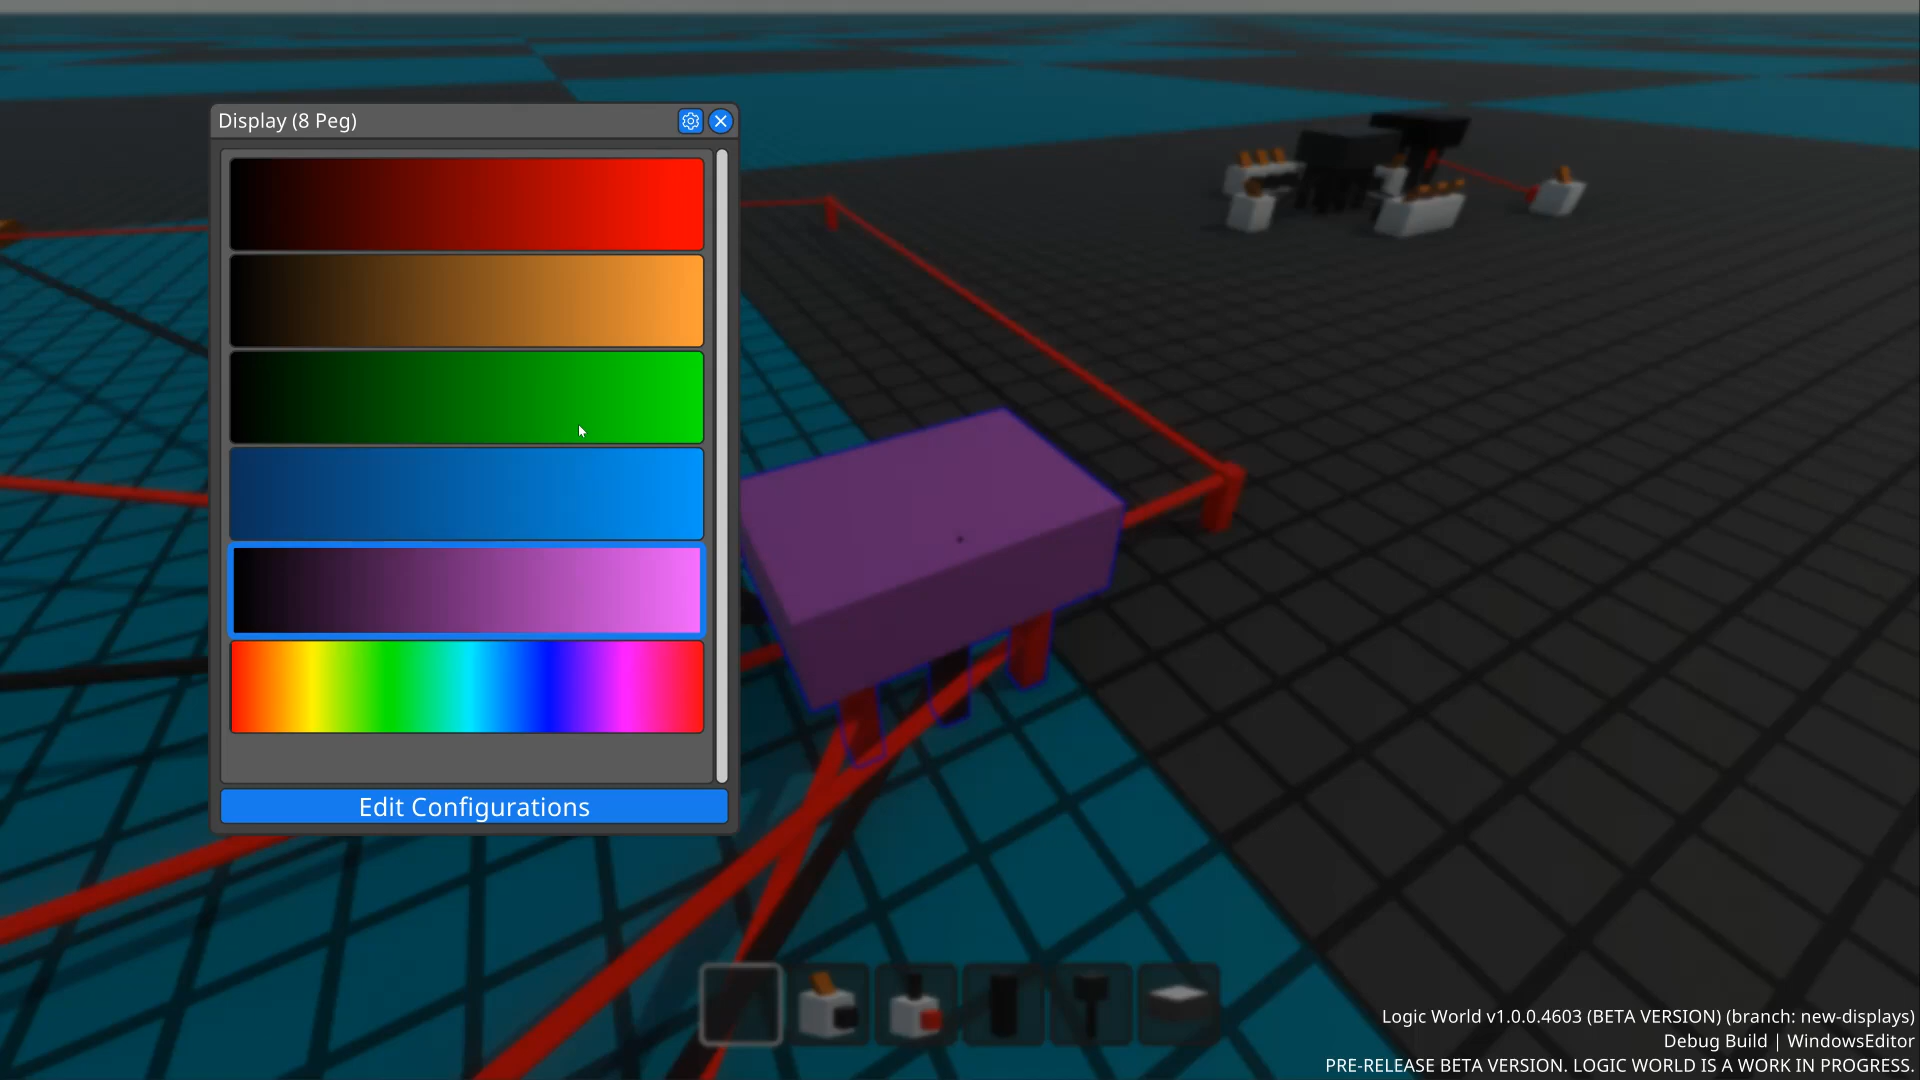 Display (8 Peg)
Edit Configurations
Logic World v1.0.0.4603 (BETA VERSION) (branch: new-displays)
Debug Build | WindowsEditor
PRE-RELEASE BETA VERSION. LOGIC WORLD IS A WORK IN PROGRESS.